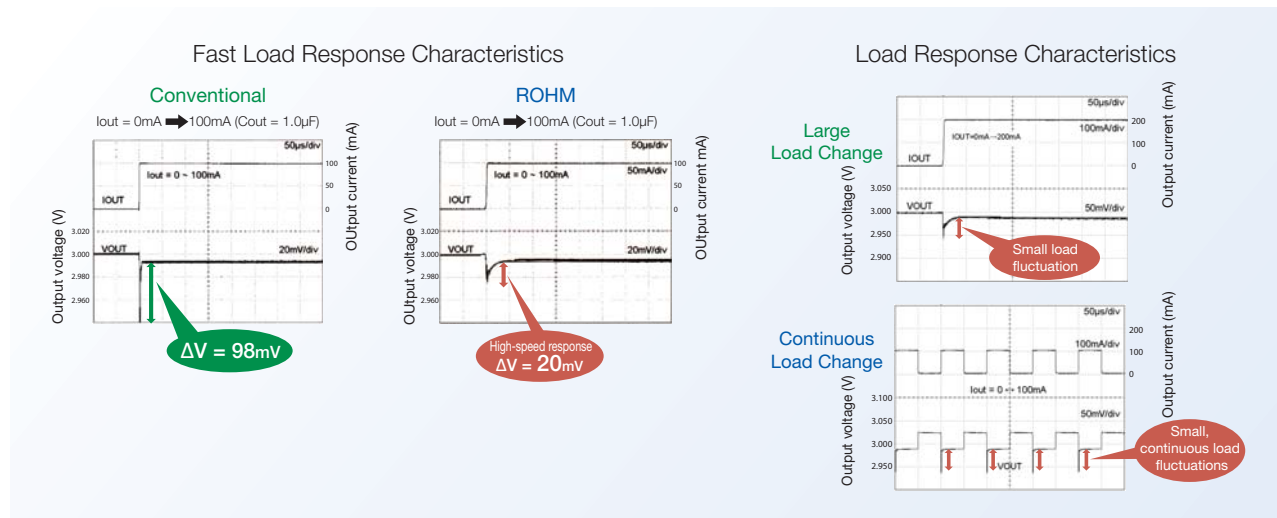 Fast Load Response Characteristics
Conventional
Iout = 0mA ➡ 100mA (Cout = 1.0µF)
50µs/div
Iout = 0 ~ 100mA
IOUT
100
50
0
OUtput current (mA)
Output voltage (V)
3.020
3.000
2.980
2.960
VOUT
20mV/div
ΔV = 98mV
ROHM
Iout = 0mA ➡ 100mA (Cout = 1.0µF)
50µs/div
50mA/div
Iout = 0 ~ 100mA
IOUT
100
50
0
OUtput current mA)
Output voltage (V)
3.020
3.000
2.980
2.960
VOUT
20mV/div
High-speed response
ΔV = 20mV
Load Response Characteristics
Large
Load Change
50µs/div
100mA/div
IOUT=0mA→200mA
IOUT
200
100
0
Output current (mA)
Output voltage (V)
3.050
3.000
2.950
2.900
VOUT
50mV/div
Small load
fluctuation
Continuous
Load Change
50µs/div
100mA/div
200
100
0
Output current (mA)
Iout = 0 ↔ 100mA
Output voltage (V)
3.100
3.050
3.000
2.950
50mV/div
VOUT
Small,
continuous load
fluctuations